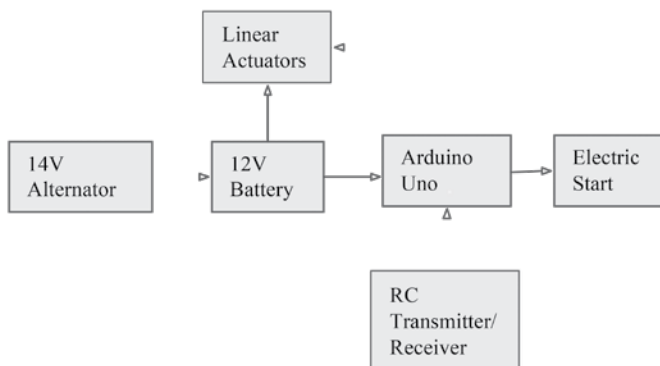 Linear
Actuators
14V
Alternator
12V
Battery
Arduino
Uno
Electric
Start
RC
Transmitter/
Receiver